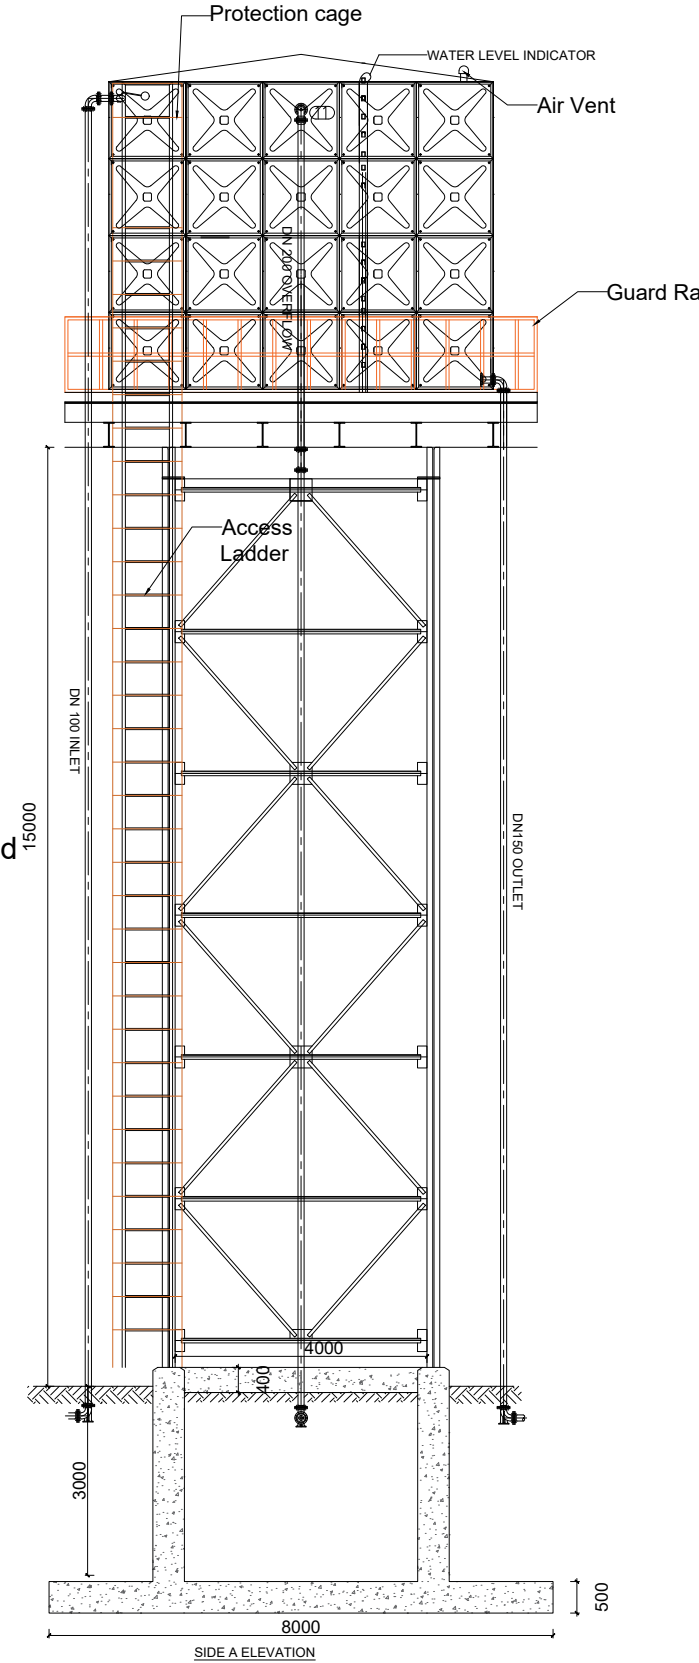 Protection cage
WATER LEVEL INDICATOR
Air Vent
DN 200 OVERFLOW
Guard Ra
Access
Ladder
DN 100 INLET
15000
d
DN150 OUTLET
4000
400
3000
500
8000
SIDE A ELEVATION